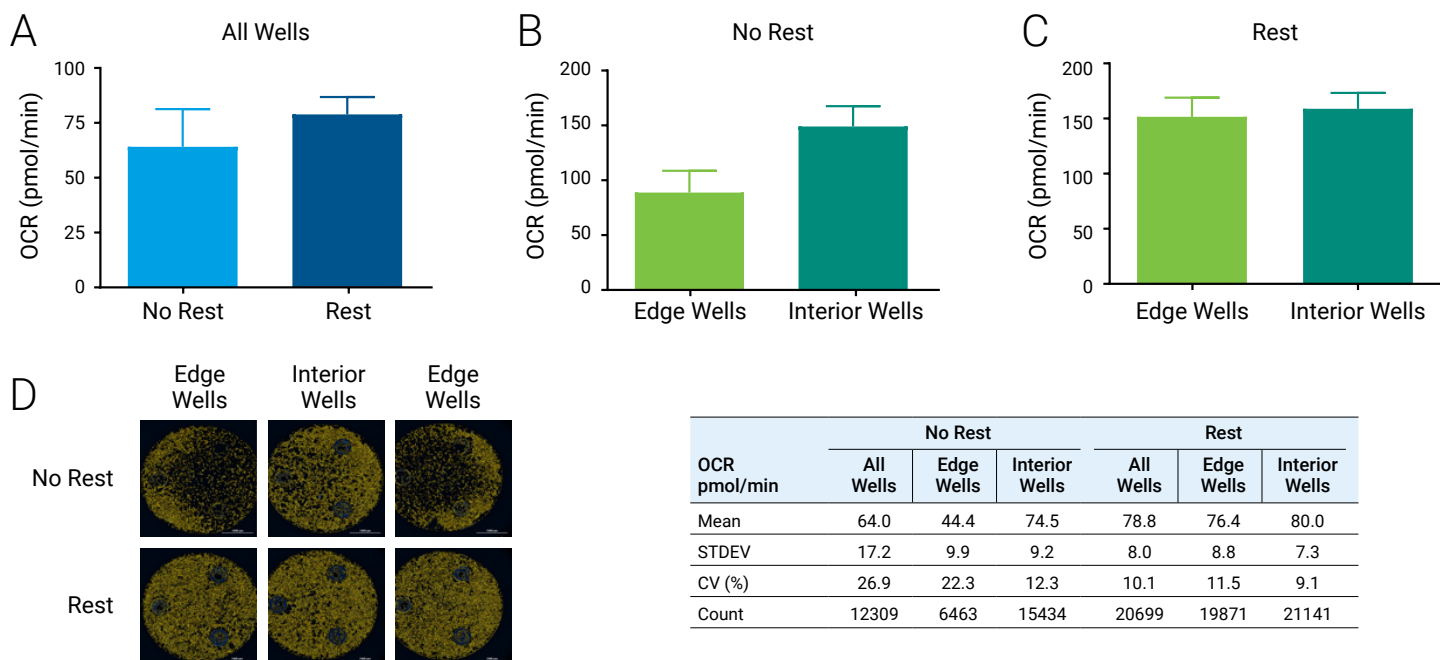 A
All Wells
OCR (pmol/min)
100
75
50
25
0
No Rest
Rest
B
No Rest
OCR (pmol/min)
200
150
100
50
0
Edge Wells
Interior Wells
C
Rest
OCR (pmol/min)
200
150
100
50
0
Edge Wells
Interior Wells
D
Edge
Wells
Interior
Wells
Edge
Wells
No Rest
Rest
No Rest Rest
OCR
pmol/min
All
Wells
Edge
Wells
Interior
Wells
All
Wells
Edge
Wells
Interior
Wells
Mean 64.0 44.4 74.5 78.8 76.4 80.0
STDEV 17.2 9.9 9.2 8.0 8.8 7.3
CV (%) 26.9 22.3 12.3 10.1 11.5 9.1
Count 12309 6463 15434 20699 19871 21141